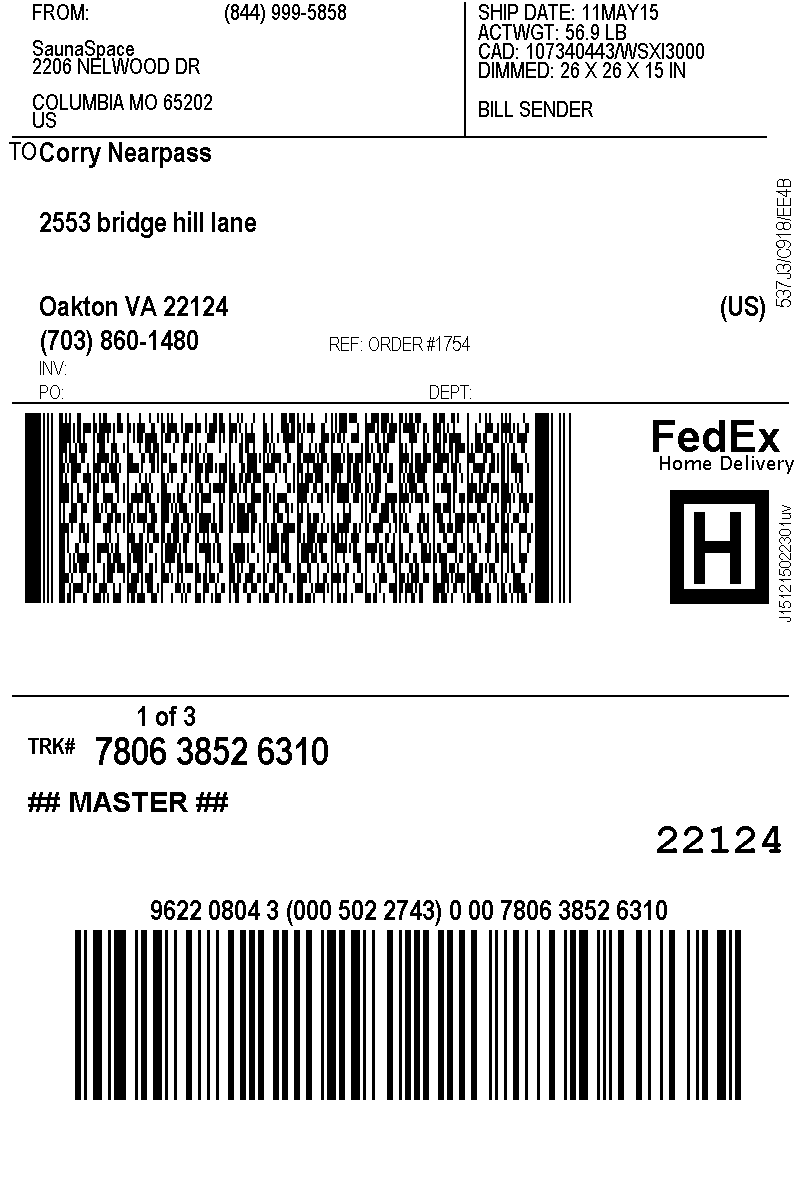 FROM: (844) 999-5858
SaunaSpace
2206 NELWOOD DR
COLUMBIA MO 65202
US
SHIP DATE: 11MAY15
ACTWGT: 56.9 LB
CAD: 107340443/WSXI3000
DIMMED: 26 X 26 X 15 IN
BILL SENDER
TO Corry Nearpass
2553 bridge hill lane
Oakton VA 22124 (US)
(703) 860-1480 REF: ORDER #1754
INV:
PO: DEPT:
537J3/C918/EE4B
FedEx
Home Delivery
H
J151215022301uv
1 of 3
TRK# 7806 3852 6310
## MASTER ##
22124
9622 0804 3 (000 502 2743) 0 00 7806 3852 6310